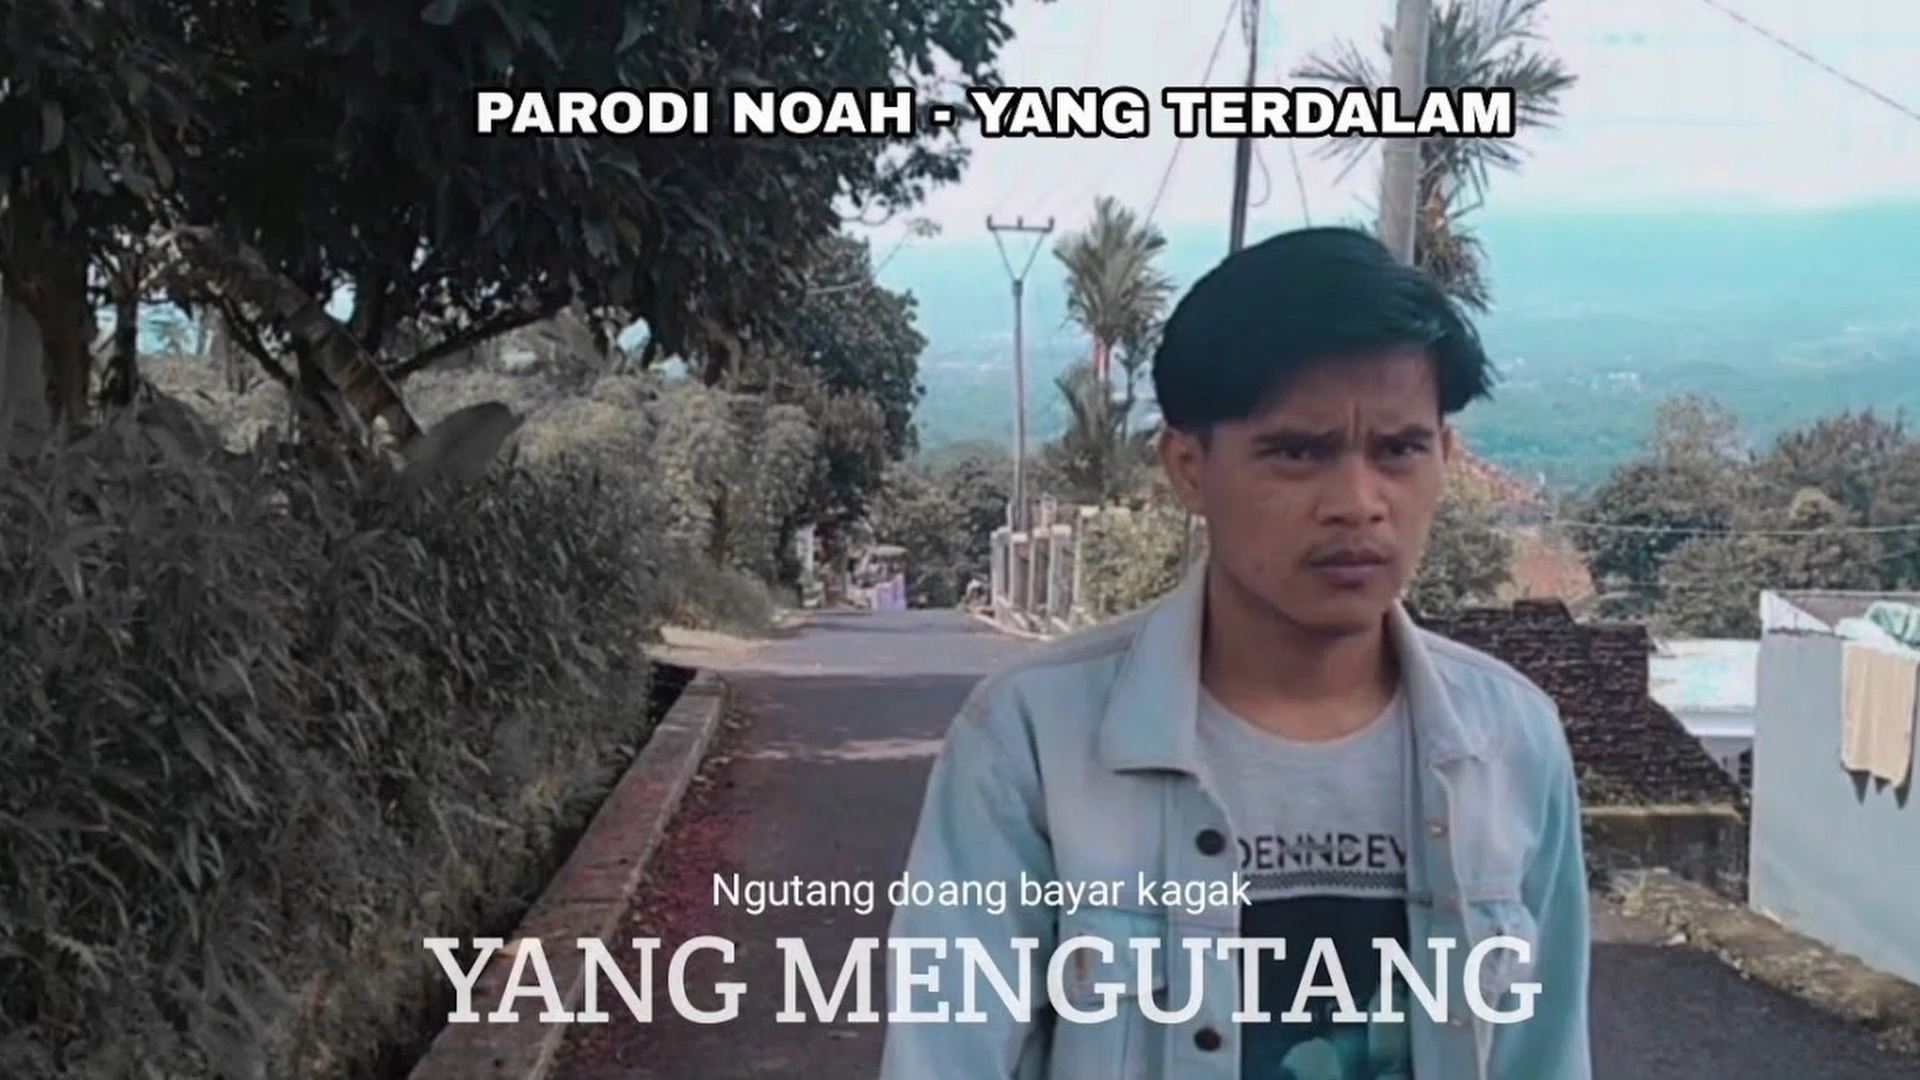 PARODI NOAH - YANG TERDALAM
DENNDEV
Ngutang doang bayar kagak
YANG MENGUTANG